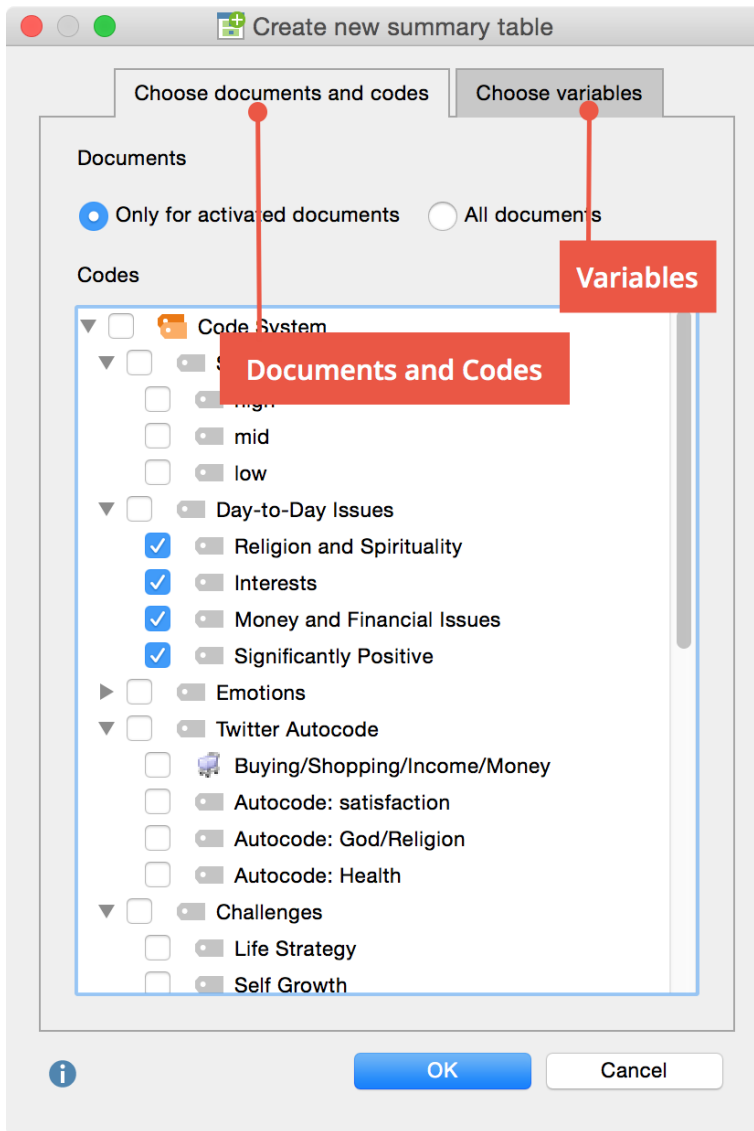 Create new summary table
Choose documents and codes
Choose variables
Documents
Only for activated documents
All documents
Variables
Codes
Code System
Documents and Codes
high
mid
low
Day-to-Day Issues
Religion and Spirituality
Interests
Money and Financial Issues
Significantly Positive
Emotions
Twitter Autocode
Buying/Shopping/Income/Money
Autocode: satisfaction
Autocode: God/Religion
Autocode: Health
Challenges
Life Strategy
Self Growth
OK
Cancel